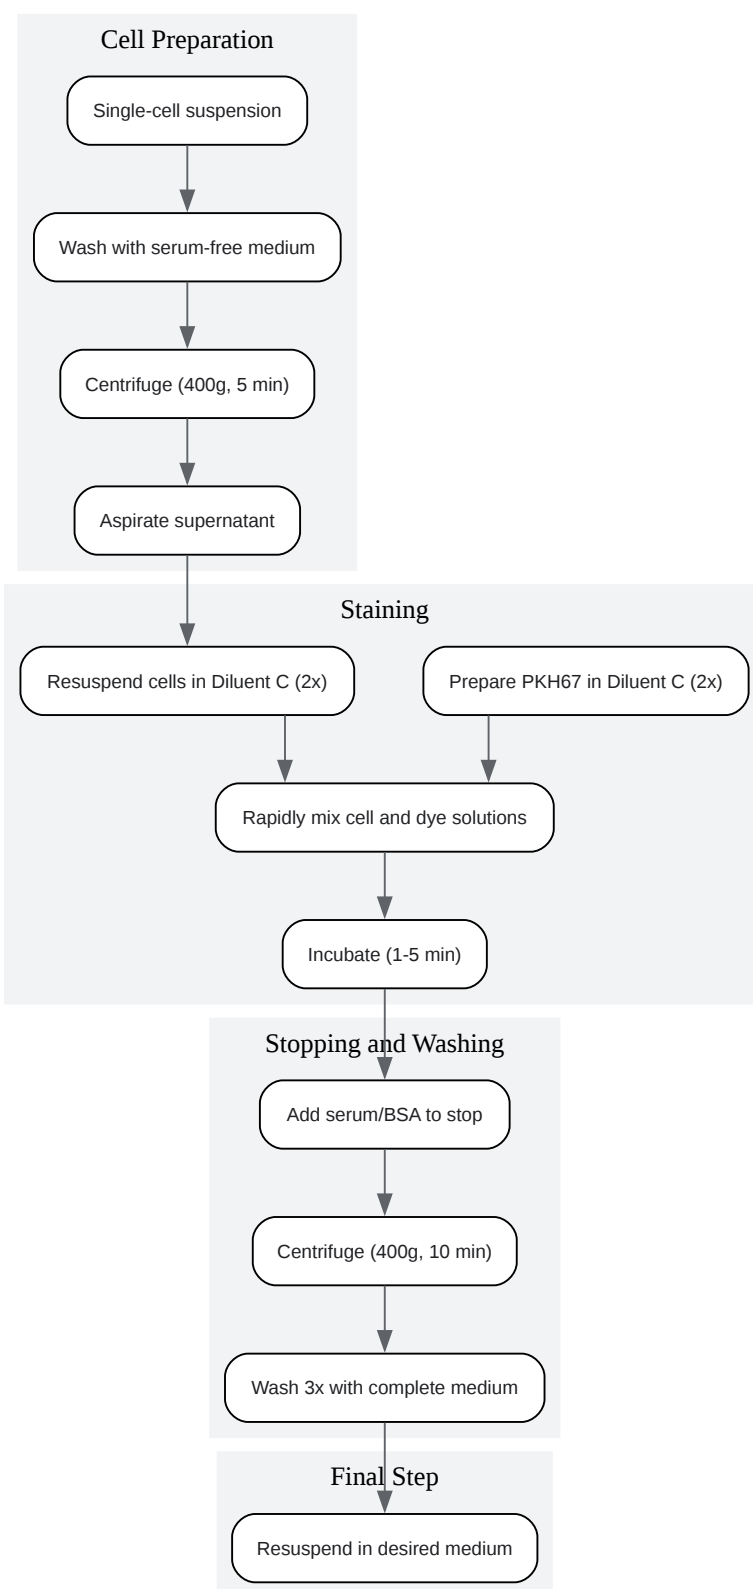 Cell Preparation
Single-cell suspension
Wash with serum-free medium
Centrifuge (400g, 5 min)
Aspirate supernatant
Staining
Resuspend cells in Diluent C (2x)
Prepare PKH67 in Diluent C (2x)
Rapidly mix cell and dye solutions
Incubate (1-5 min)
Stopping and Washing
Add serum/BSA to stop
Centrifuge (400g, 10 min)
Wash 3x with complete medium
Final Step
Resuspend in desired medium